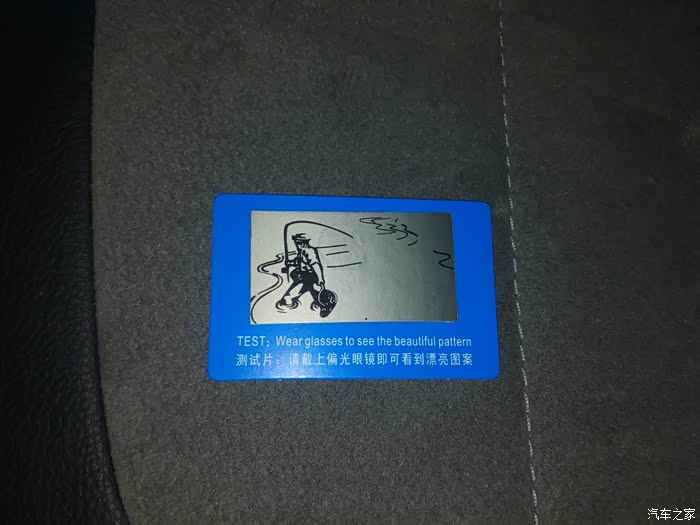 TEST：Wear glasses to see the beautiful pattern
测试片：请戴上偏光眼镜即可看到漂亮图案
汽车之家